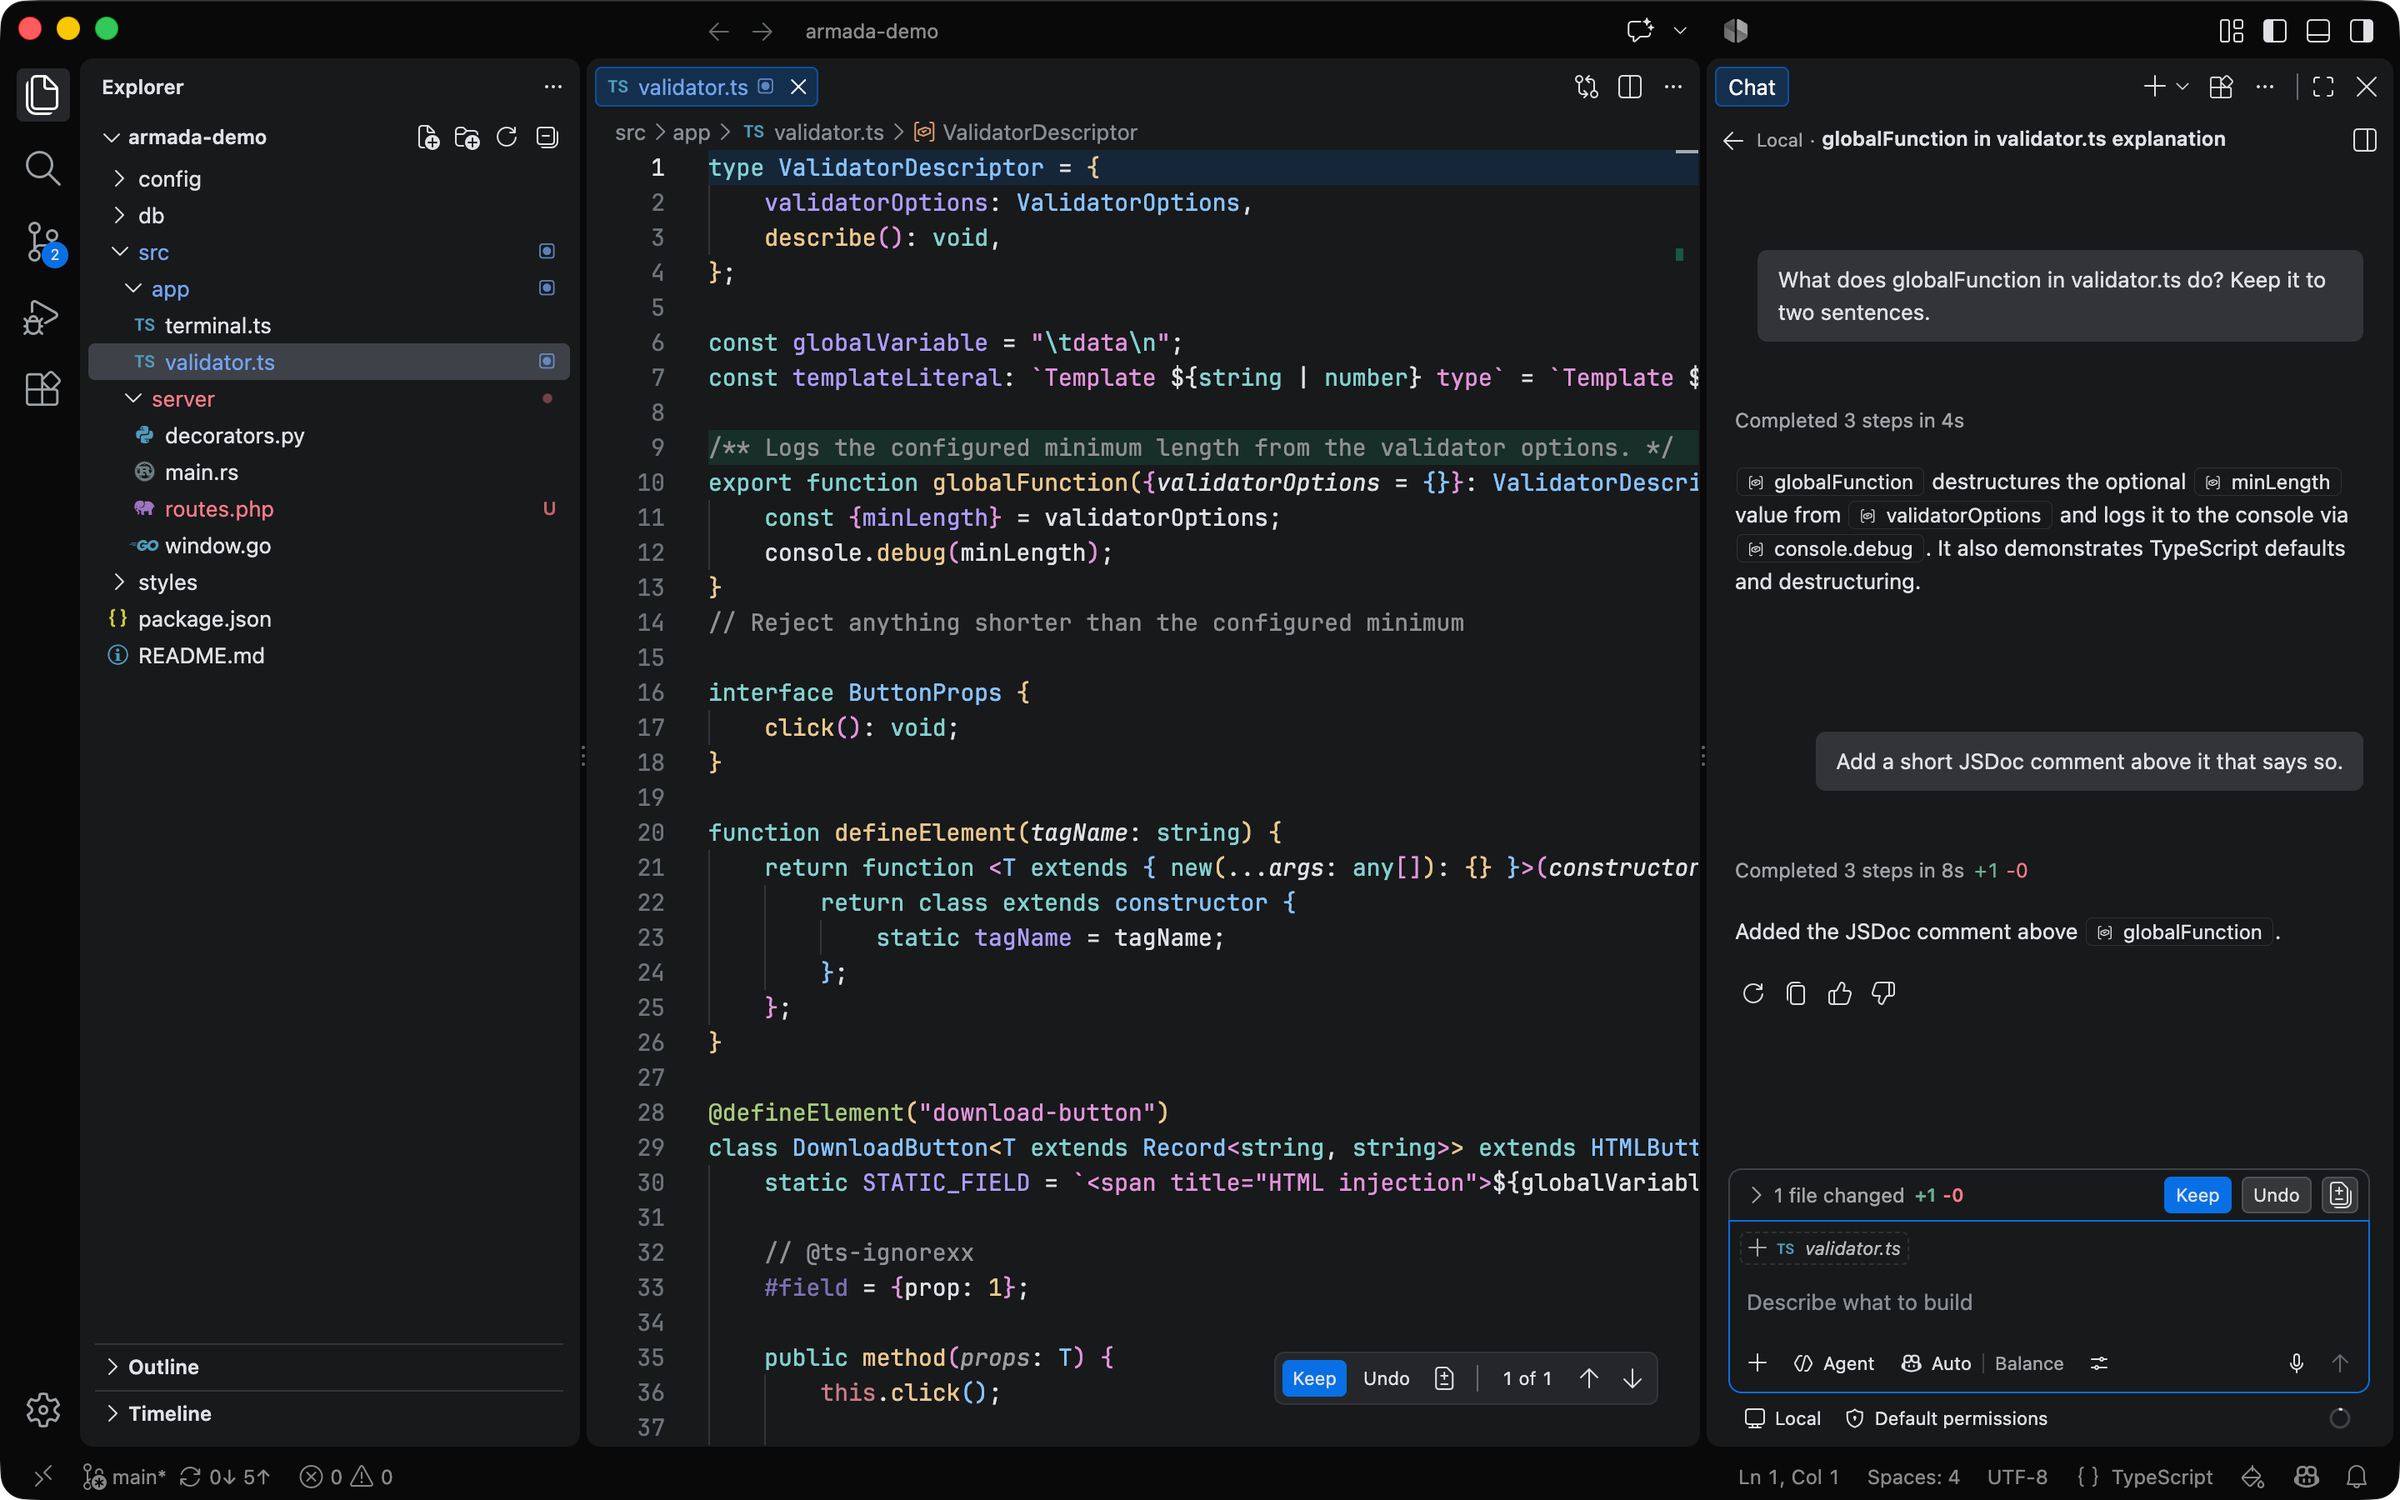 armada-demo
Explorer
armada-demo
config
db
src
app
TS terminal.ts
TS validator.ts
server
decorators.py
main.rs
routes.php U
GO window.go
styles
{} package.json
README.md
Outline
Timeline
2
TS validator.ts
src > app > TS validator.ts > ValidatorDescriptor
1 type ValidatorDescriptor = {
2 validatorOptions: ValidatorOptions,
3 describe(): void,
4 };
5
6 const globalVariable = "\tdata\n";
7 const templateLiteral: `Template ${string | number} type` = `Template $
8
9 /** Logs the configured minimum length from the validator options. */
10 export function globalFunction({validatorOptions = {}}: ValidatorDescri
11 const {minLength} = validatorOptions;
12 console.debug(minLength);
13 }
14 // Reject anything shorter than the configured minimum
15
16 interface ButtonProps {
17 click(): void;
18 }
19
20 function defineElement(tagName: string) {
21 return function <T extends { new(...args: any[]): {} }>(constructor
22 return class extends constructor {
23 static tagName = tagName;
24 };
25 };
26 }
27
28 @defineElement("download-button")
29 class DownloadButton<T extends Record<string, string>> extends HTMLButt
30 static STATIC_FIELD = `<span title="HTML injection">${globalVariabl
31
32 // @ts-ignorexx
33 #field = {prop: 1};
34
35 public method(props: T) {
36 this.click();
37
Keep Undo 1 of 1
Chat
Local · globalFunction in validator.ts explanation
What does globalFunction in validator.ts do? Keep it to
two sentences.
Completed 3 steps in 4s
globalFunction destructures the optional minLength
value from validatorOptions and logs it to the console via
console.debug . It also demonstrates TypeScript defaults
and destructuring.
Add a short JSDoc comment above it that says so.
Completed 3 steps in 8s +1 -0
Added the JSDoc comment above globalFunction .
1 file changed +1 -0 Keep Undo
TS validator.ts
Describe what to build
Agent Auto Balance
Local Default permissions
main* 0↓ 5↑ 0 0
Ln 1, Col 1 Spaces: 4 UTF-8 {} TypeScript